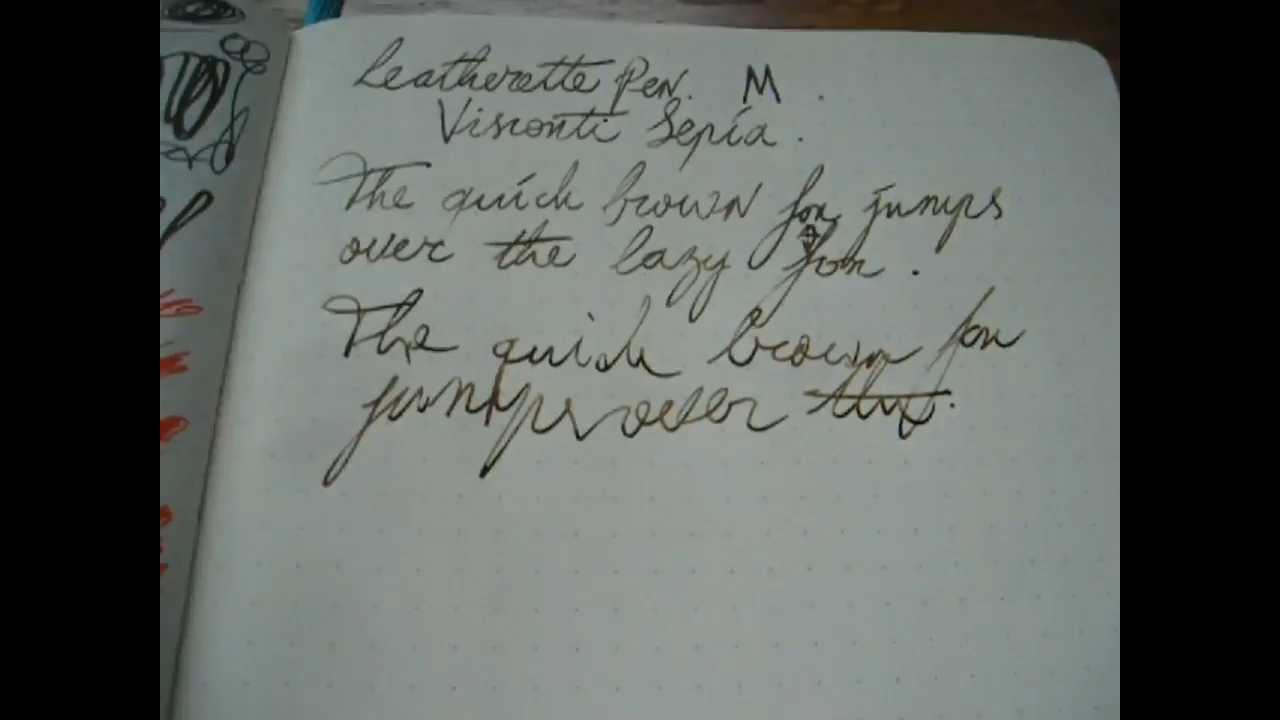 Leatherette Pen. M .
Visconti Sepia.
The quick brown fox jumps
over the lazy fox.
The quick brown fox
jumps over